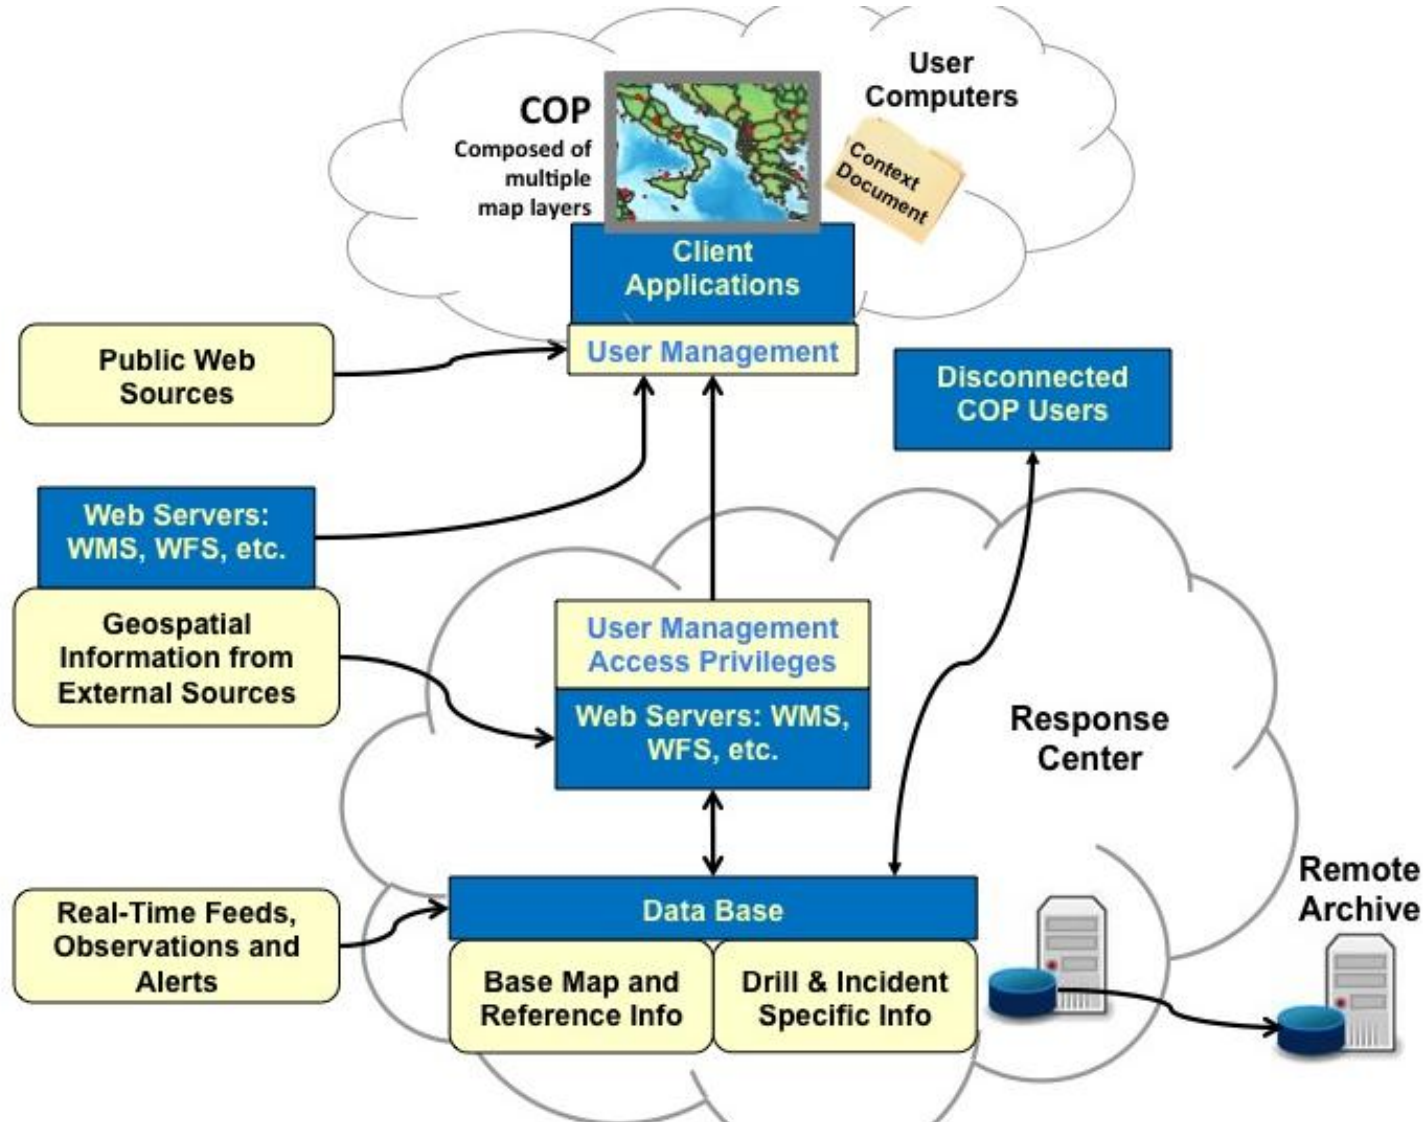 User
Computers
COP
Composed of
multiple
map layers
Context
Document
Client
Applications
User Management
Public Web
Sources
Disconnected
COP Users
Web Servers:
WMS, WFS, etc.
Geospatial
Information from
External Sources
User Management
Access Privileges
Web Servers: WMS,
WFS, etc.
Response
Center
Real-Time Feeds,
Observations and
Alerts
Data Base
Base Map and
Reference Info
Drill & Incident
Specific Info
Remote
Archive